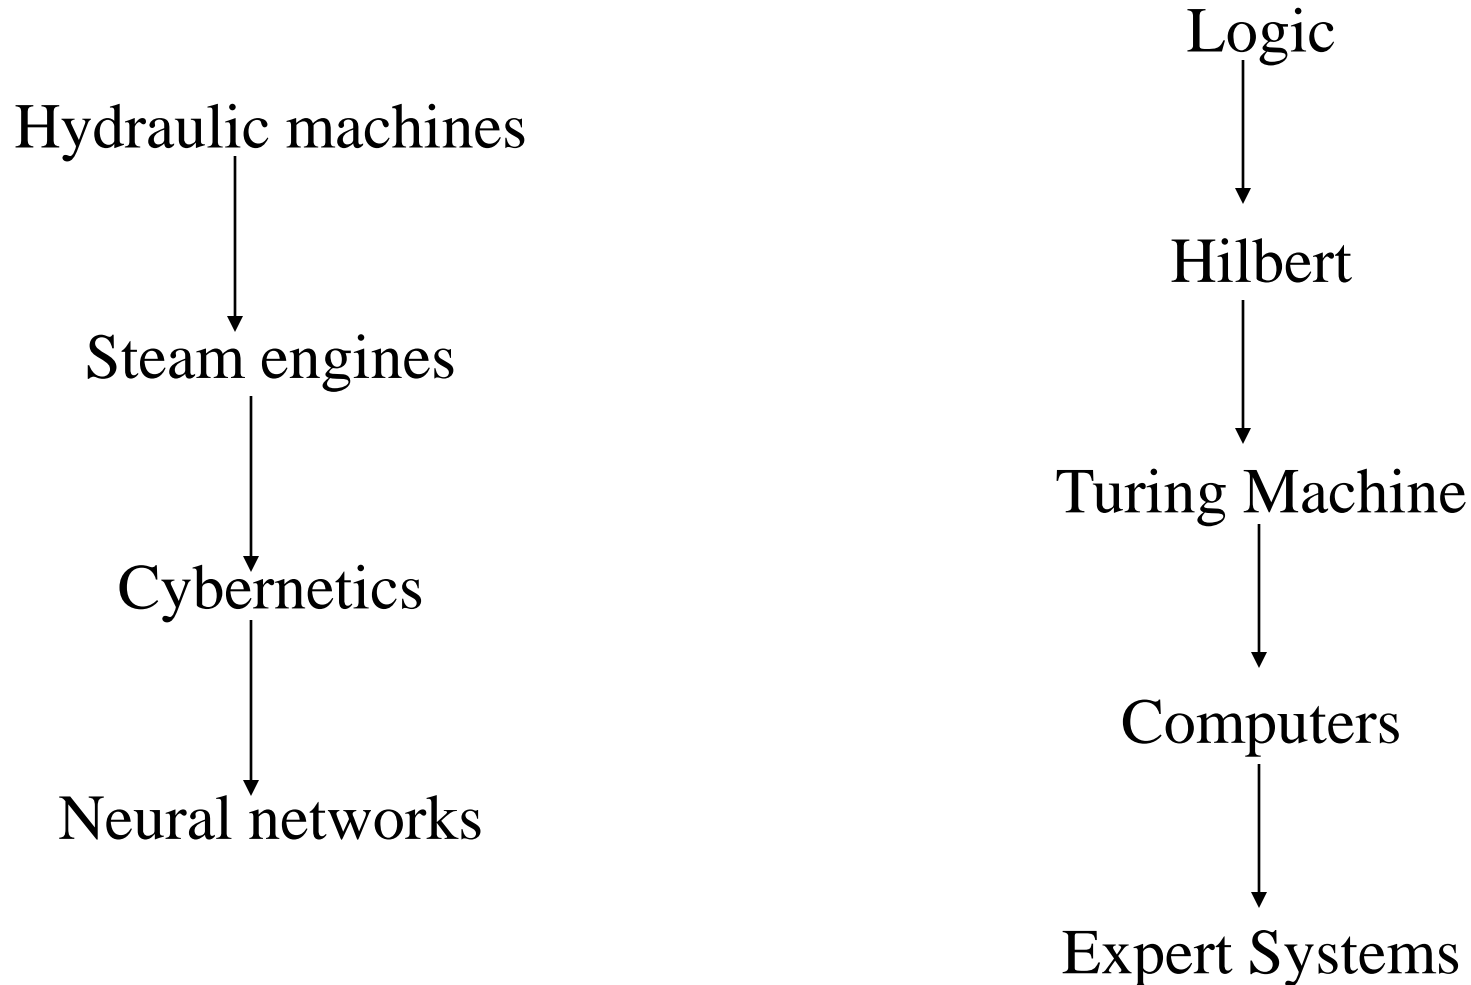 Hydraulic machines
Steam engines
Cybernetics
Neural networks
Logic
Hilbert
Turing Machine
Computers
Expert Systems